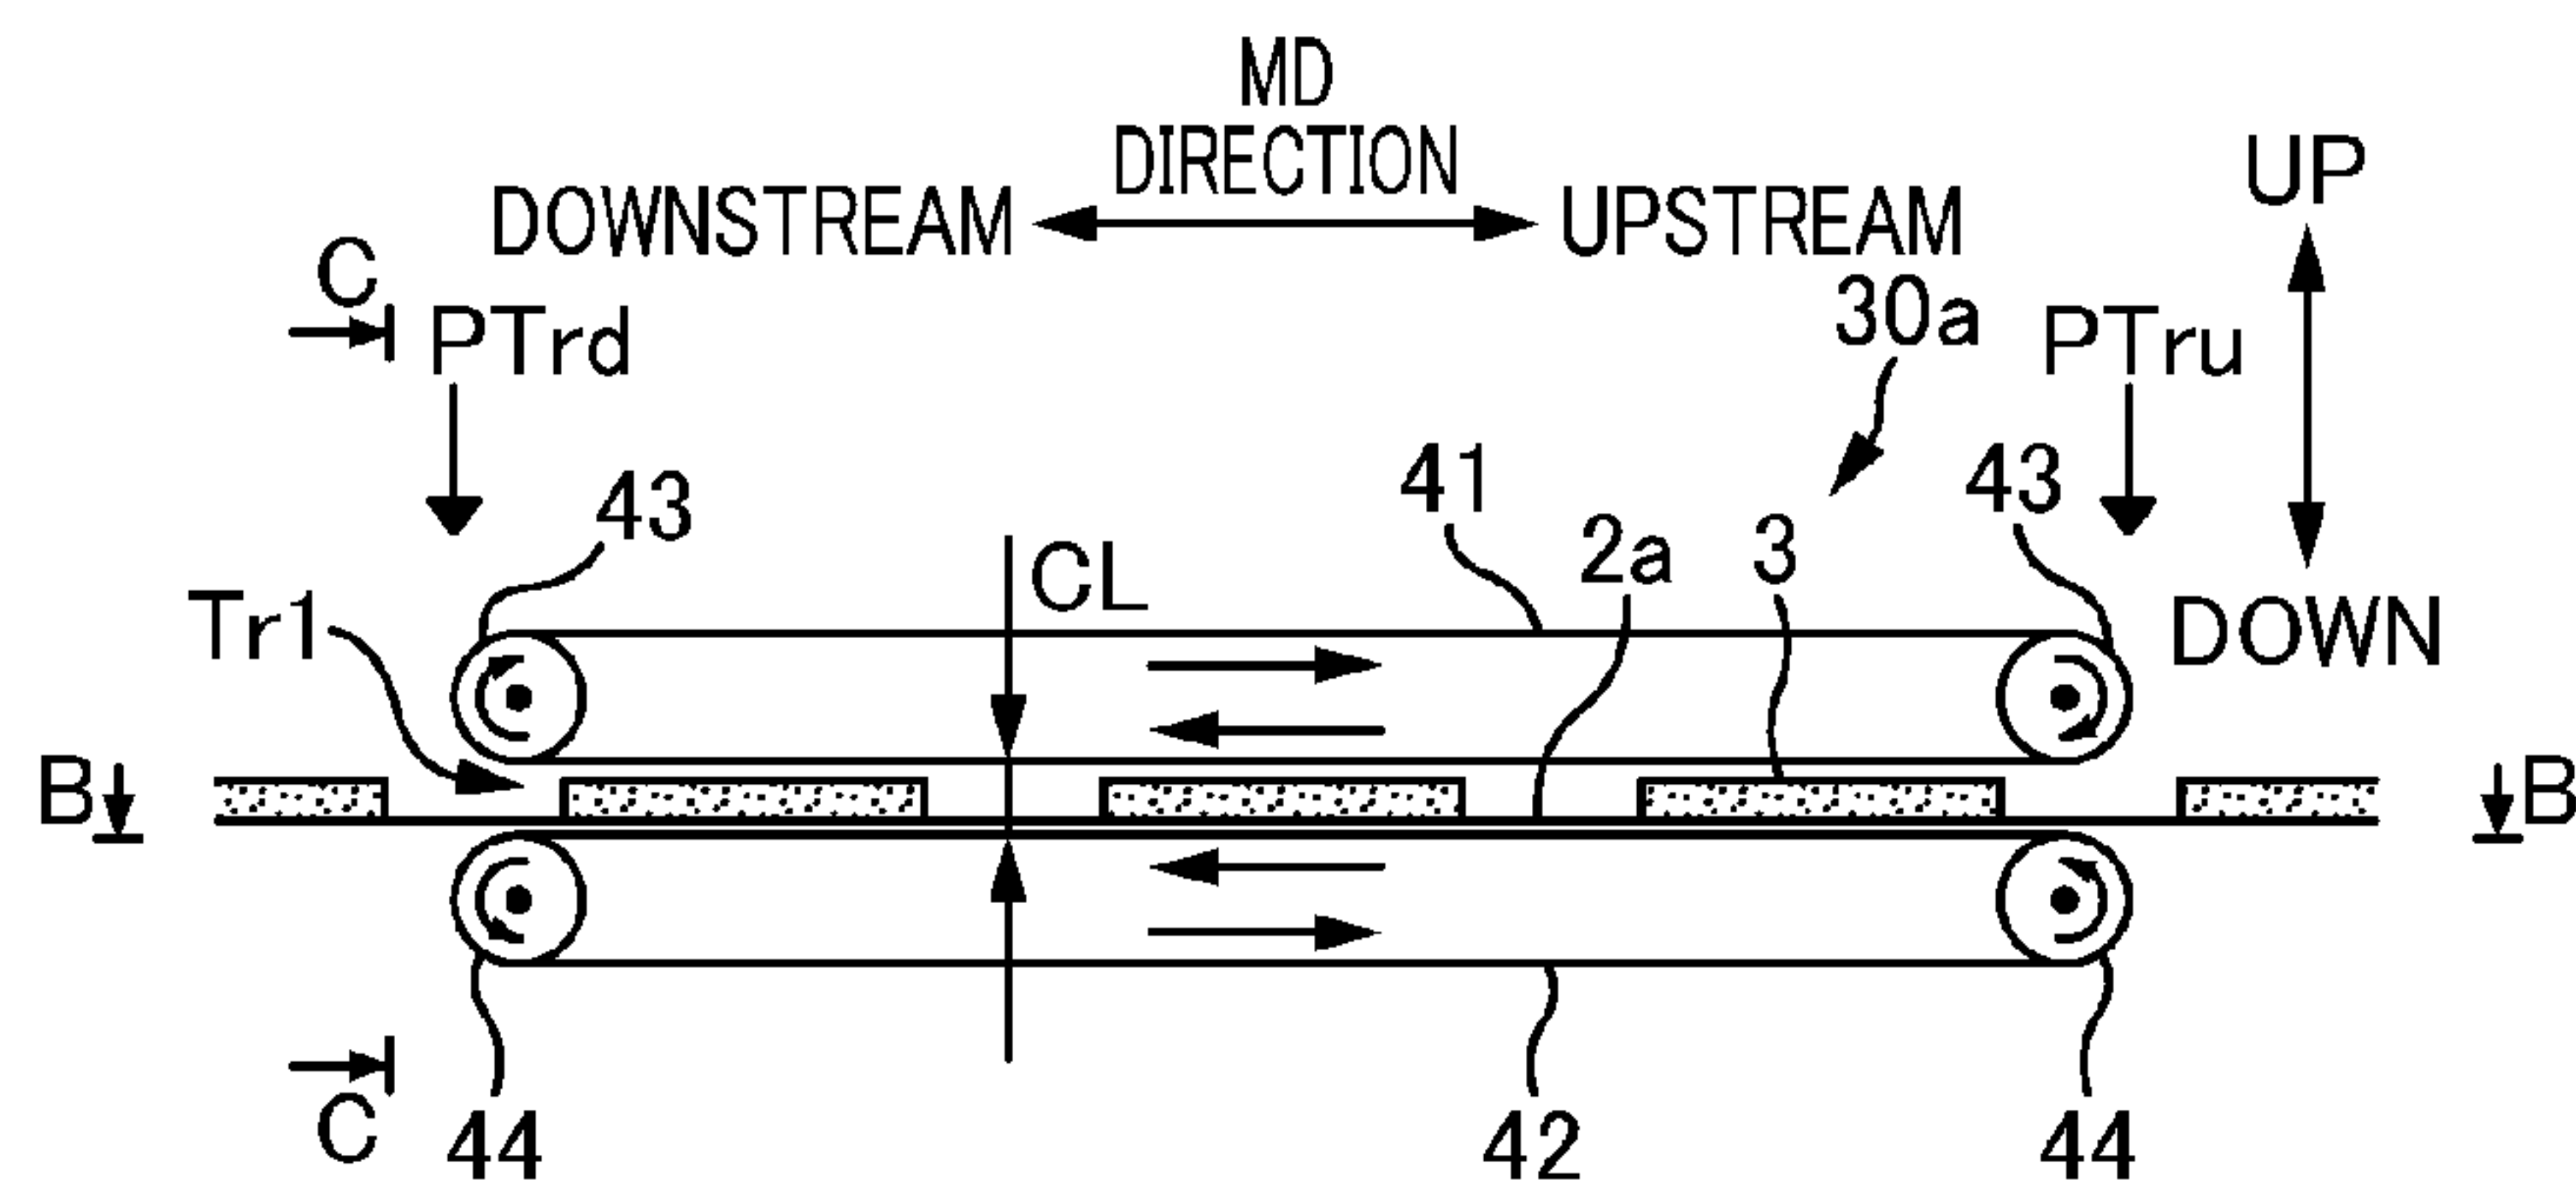 MD
DIRECTION
DOWNSTREAM
UPSTREAM
UP
C
PTrd
30a
PTru
43
41
2a
3
43
CL
Tr1
DOWN
B
B
C
44
42
44